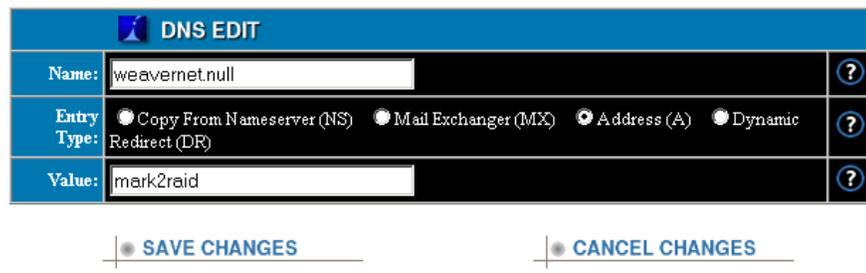 DNS EDIT
Name: weavernet.null ?
Entry Type: Copy From Nameserver (NS) Mail Exchanger (MX) Address (A) Dynamic
Redirect (DR) ?
Value: mark2raid ?
SAVE CHANGES CANCEL CHANGES